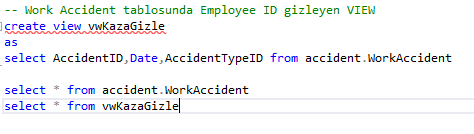 -- Work Accident tablosunda Employee ID gizleyen VIEW
create view vwKazaGizle
as
select AccidentID,Date,AccidentTypeID from accident.WorkAccident
select * from accident.WorkAccident
select * from vwKazaGizle